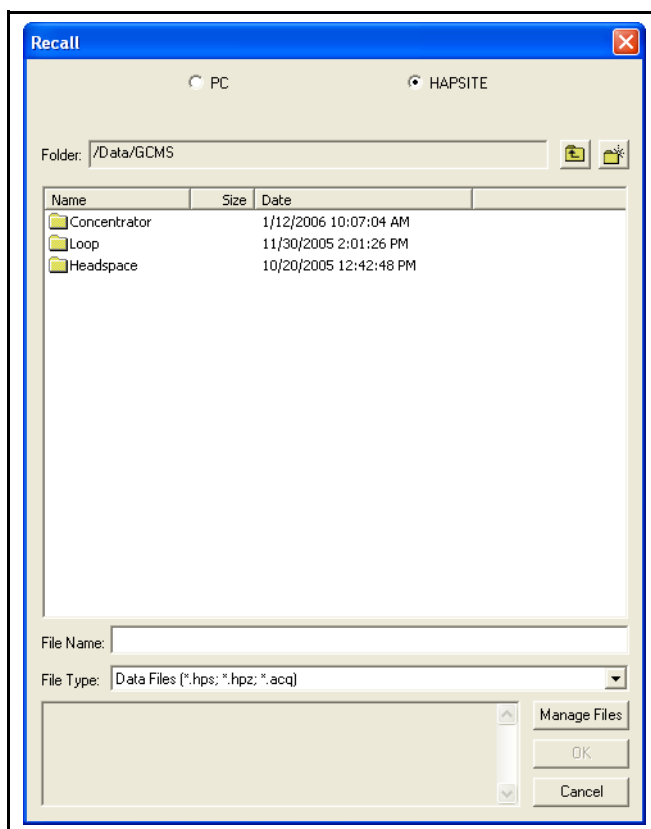 Recall
PC HAPSITE
Folder: /Data/GCMS
Name Size Date
Concentrator 1/12/2006 10:07:04 AM
Loop 11/30/2005 2:01:26 PM
Headspace 10/20/2005 12:42:48 PM
File Name:
File Type: Data Files (*.hps; *.hpz; *.acq)
Manage Files
OK
Cancel